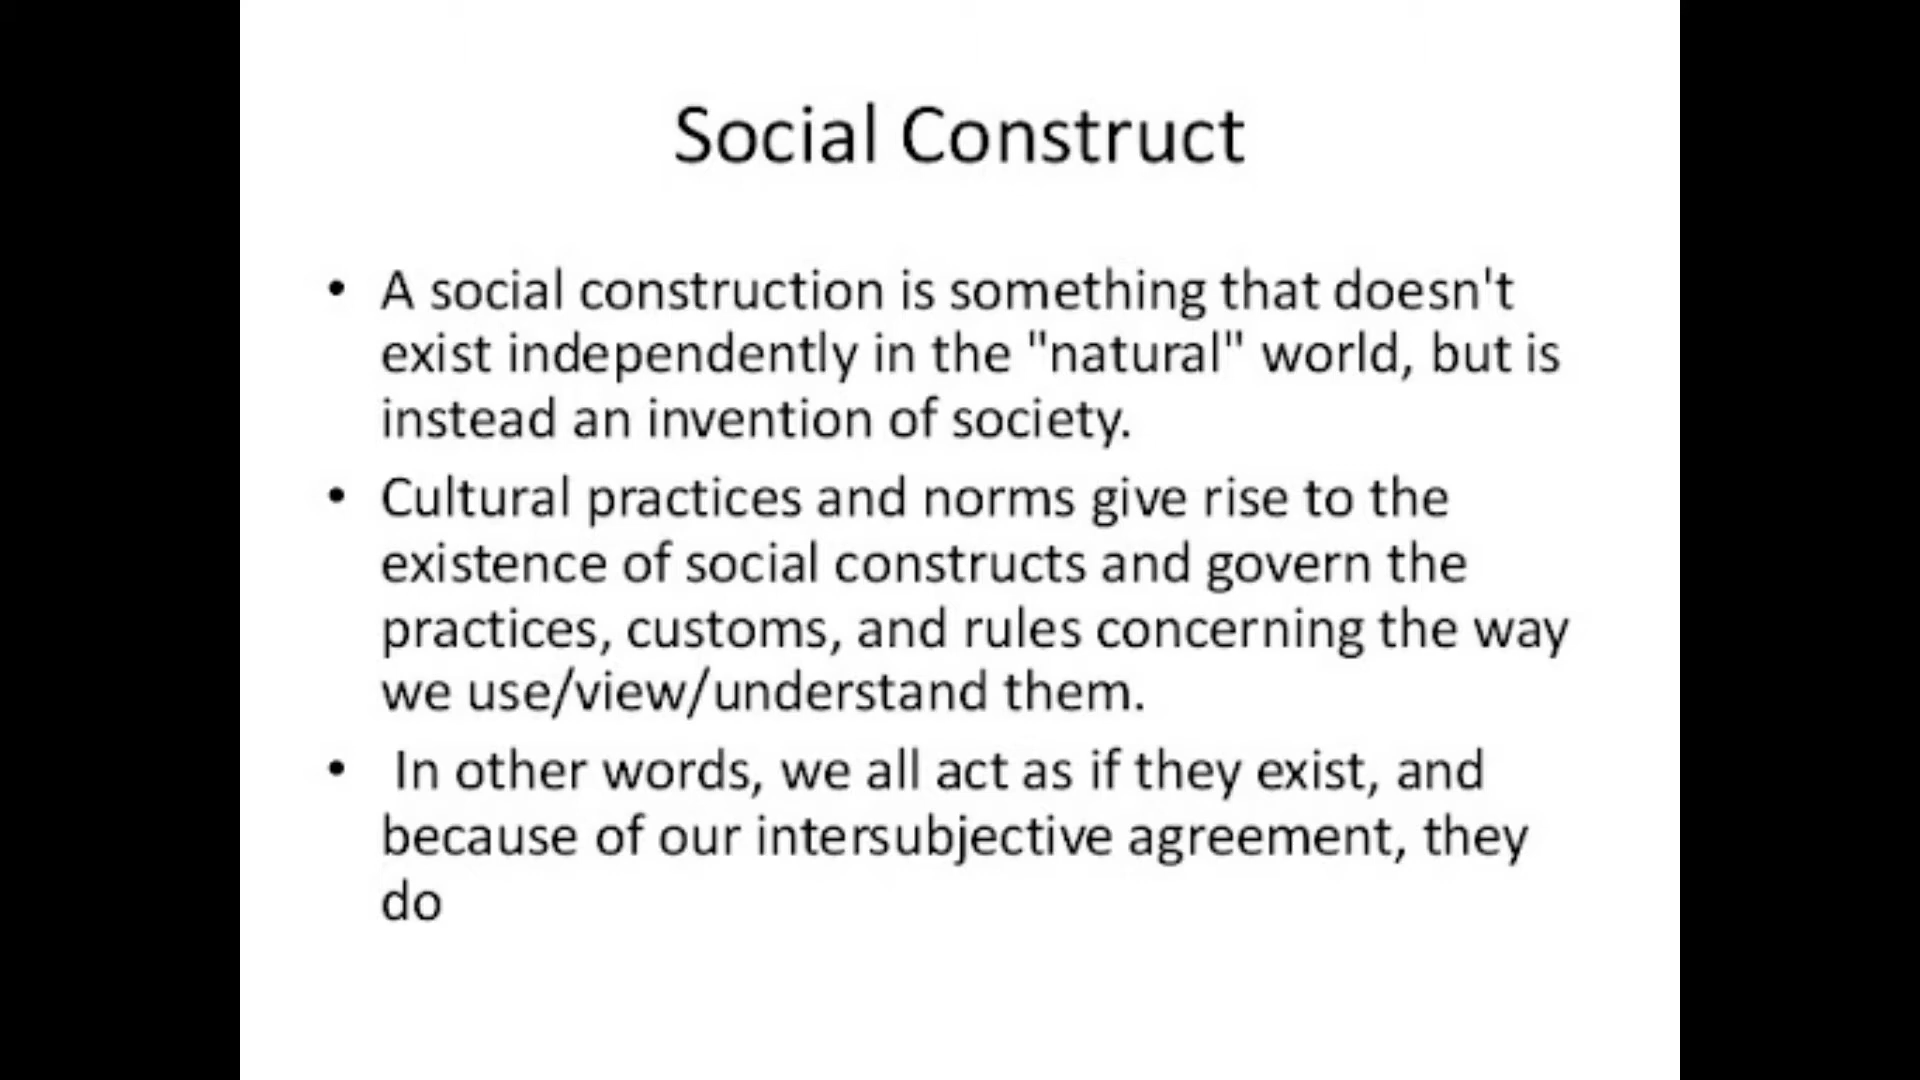 Social Construct
• A social construction is something that doesn't
exist independently in the "natural" world, but is
instead an invention of society.
• Cultural practices and norms give rise to the
existence of social constructs and govern the
practices, customs, and rules concerning the way
we use/view/understand them.
• In other words, we all act as if they exist, and
because of our intersubjective agreement, they
do